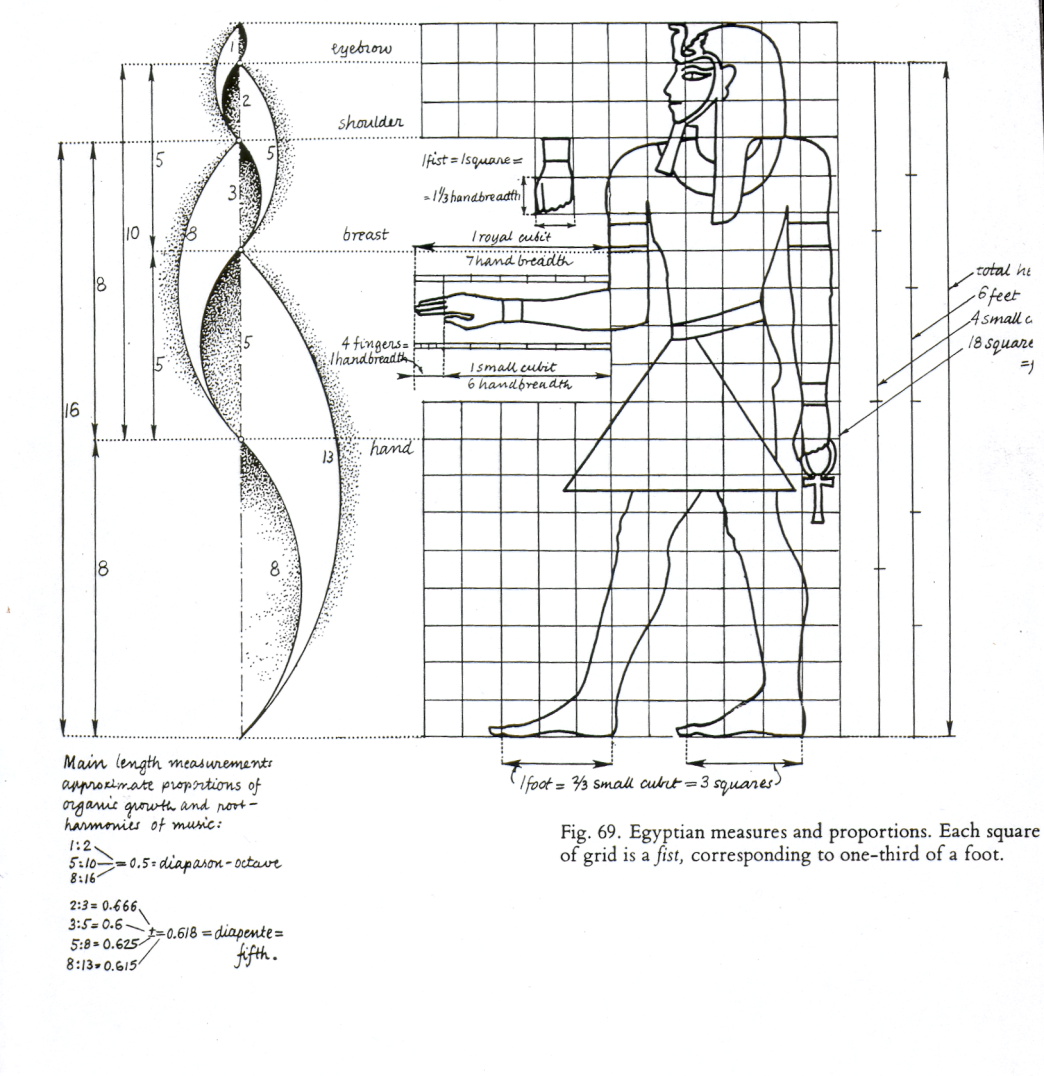 eyebrow
1
2
shoulder
5
5
3
8
10
breast
8
5
5
16
13
hand
8
8
1 fist = 1 square =
= 1⅓ handbreadth
1 royal cubit
7 hand breadth
4 fingers =
1 handbreadth
1 small cubit
6 handbreadth
total he
6 feet
4 small c
18 square
=
1 foot = ⅔ small cubit = 3 squares
Main length measurements
approximate proportions of
organic growth and root-
harmonies of music:
1:2
5:10 = 0.5 = diapason-octave
8:16
2:3 = 0.666
3:5 = 0.6
± = 0.618 = diapente =
5:8 = 0.625
fifth.
8:13 = 0.615
Fig. 69. Egyptian measures and proportions. Each square
of grid is a fist, corresponding to one-third of a foot.